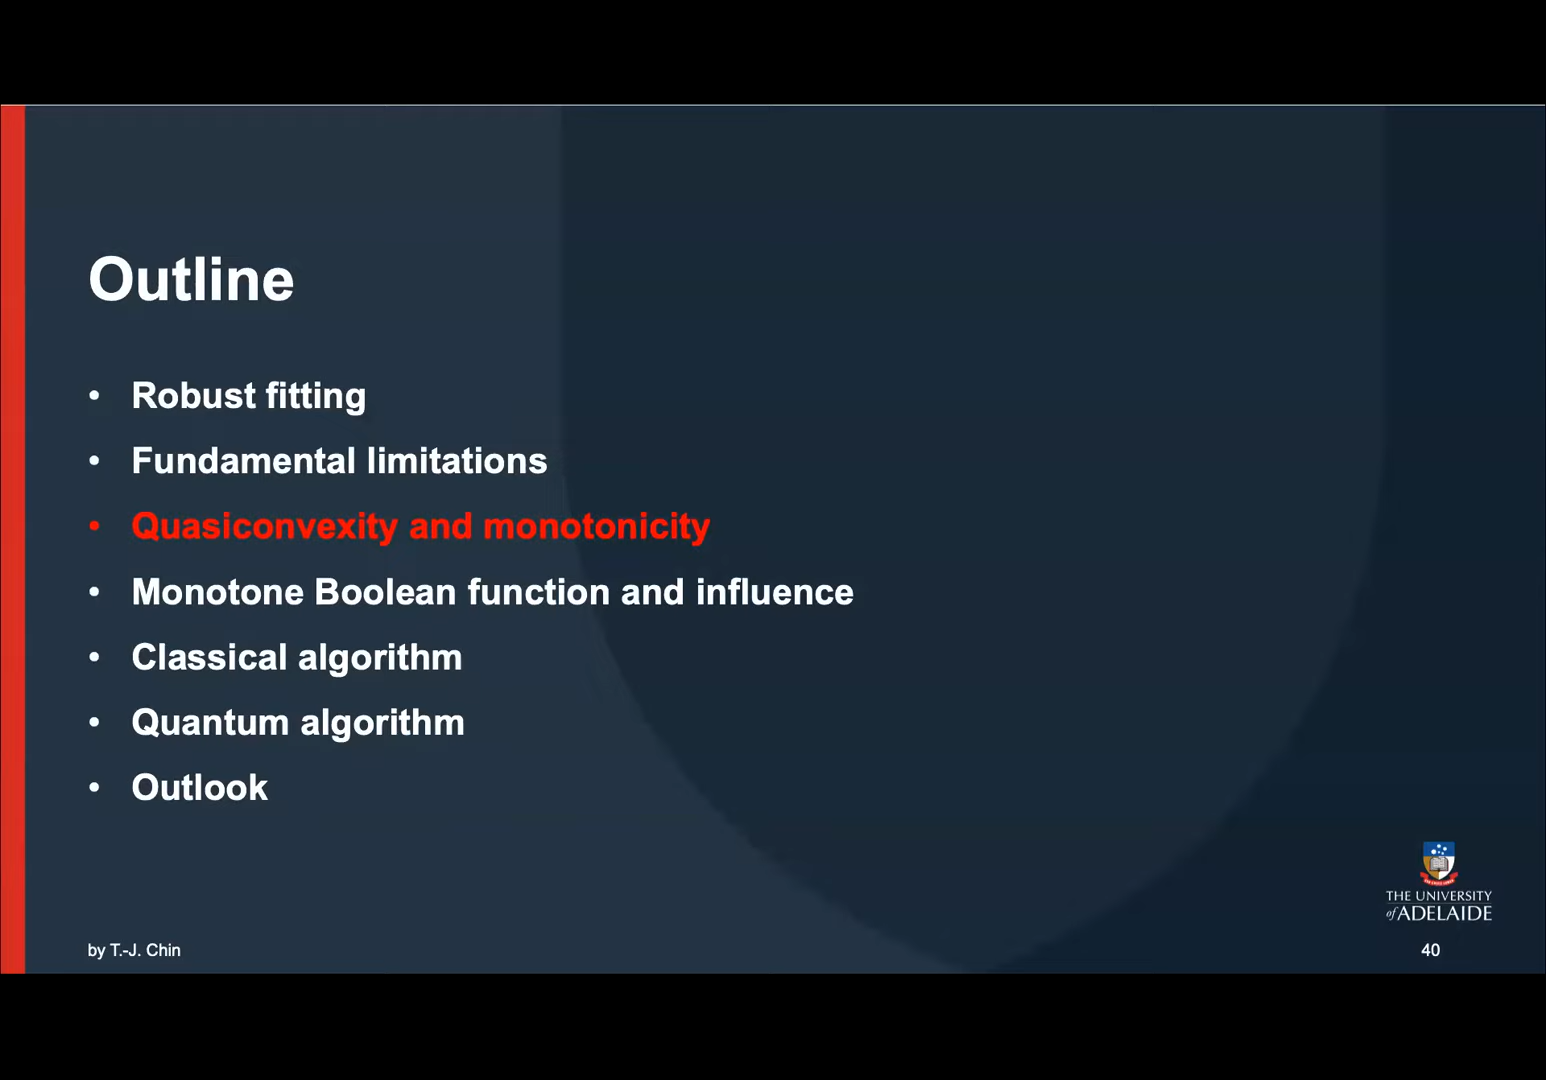 Outline
• Robust fitting
• Fundamental limitations
• Quasiconvexity and monotonicity
• Monotone Boolean function and influence
• Classical algorithm
• Quantum algorithm
• Outlook
THE UNIVERSITY
of ADELAIDE
by T.-J. Chin
40